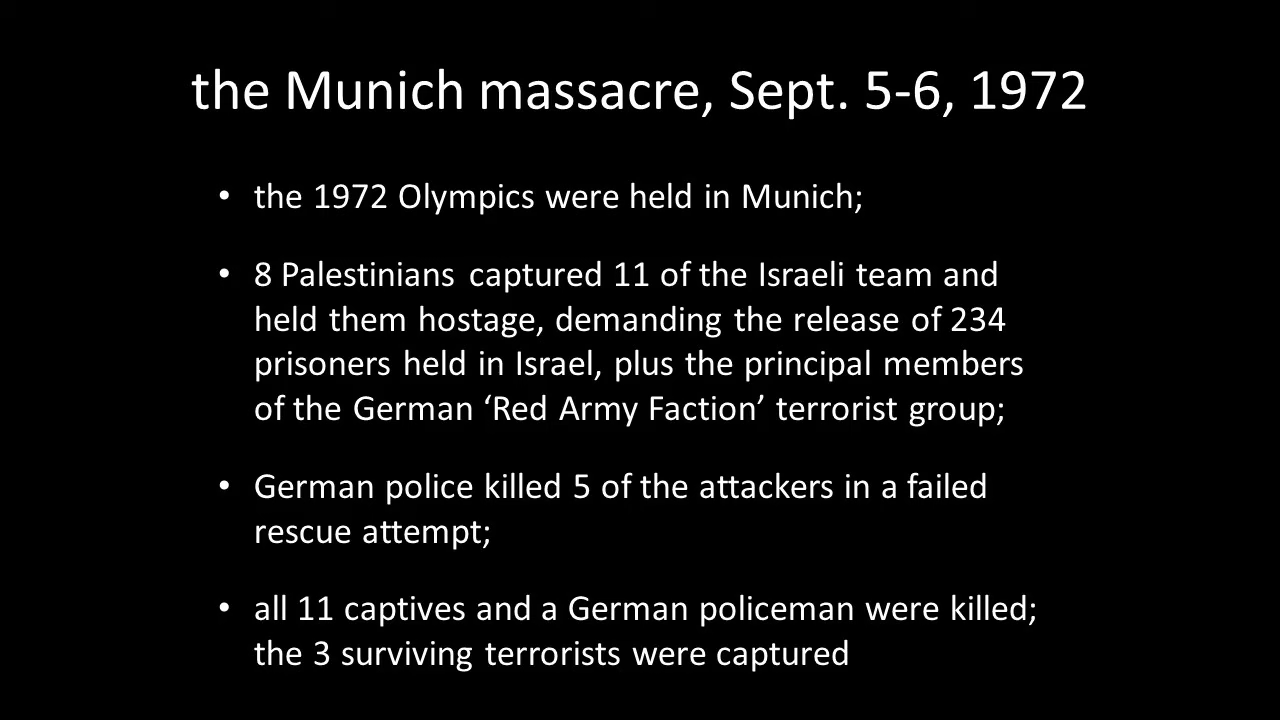 the Munich massacre, Sept. 5-6, 1972
• the 1972 Olympics were held in Munich;
• 8 Palestinians captured 11 of the Israeli team and
held them hostage, demanding the release of 234
prisoners held in Israel, plus the principal members
of the German ‘Red Army Faction’ terrorist group;
• German police killed 5 of the attackers in a failed
rescue attempt;
• all 11 captives and a German policeman were killed;
the 3 surviving terrorists were captured